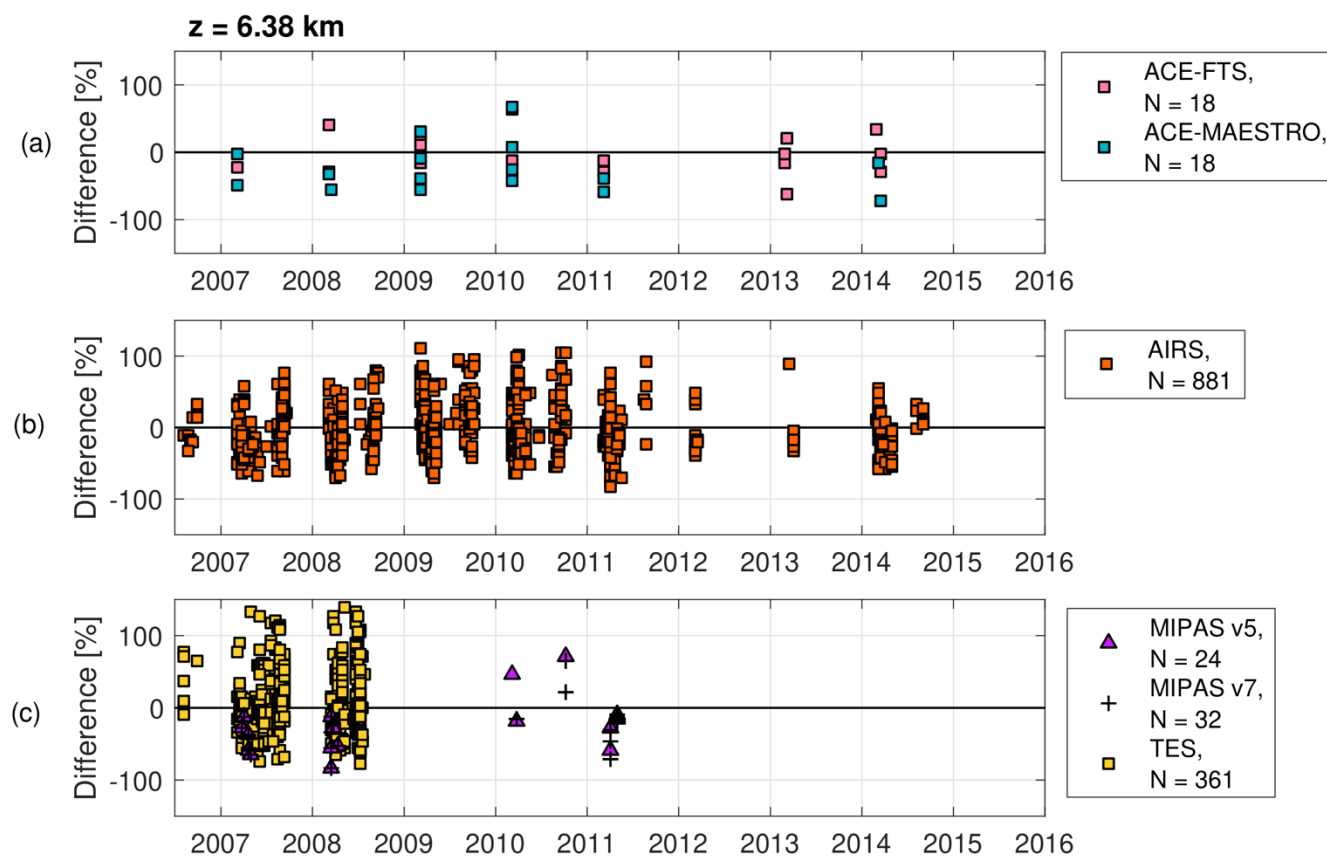 z = 6.38 km
(a)
Difference [%]
100
0
-100
2007 2008 2009 2010 2011 2012 2013 2014 2015 2016
ACE-FTS,
N = 18
ACE-MAESTRO,
N = 18
(b)
Difference [%]
100
0
-100
2007 2008 2009 2010 2011 2012 2013 2014 2015 2016
AIRS,
N = 881
(c)
Difference [%]
100
0
-100
2007 2008 2009 2010 2011 2012 2013 2014 2015 2016
MIPAS v5,
N = 24
MIPAS v7,
N = 32
TES,
N = 361